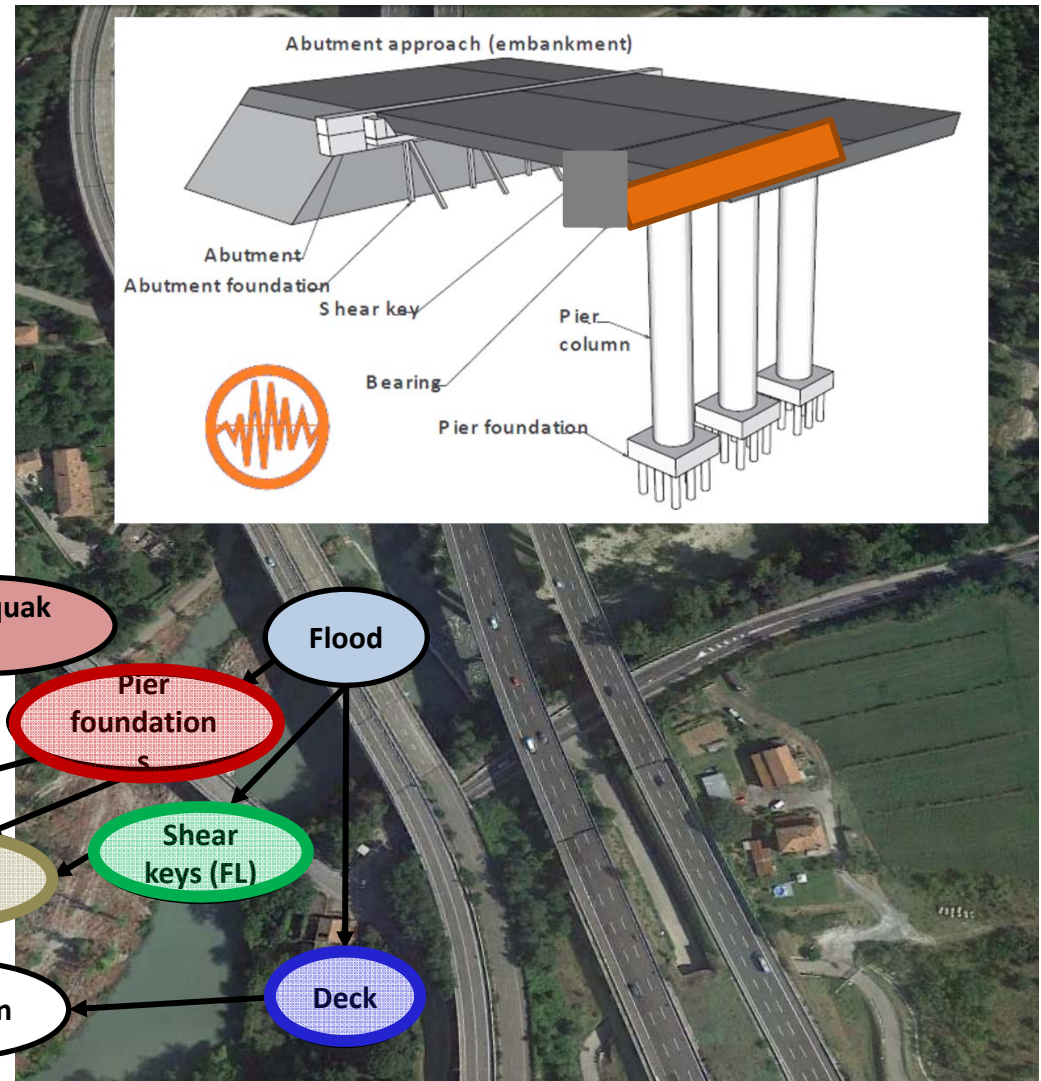 Abutment approach (embankment)
Abutment
Abutment foundation
Shear key
Pier
column
Bearing
Pier foundation
quak
Flood
Pier
foundation
s
Shear
keys (FL)
Deck
n